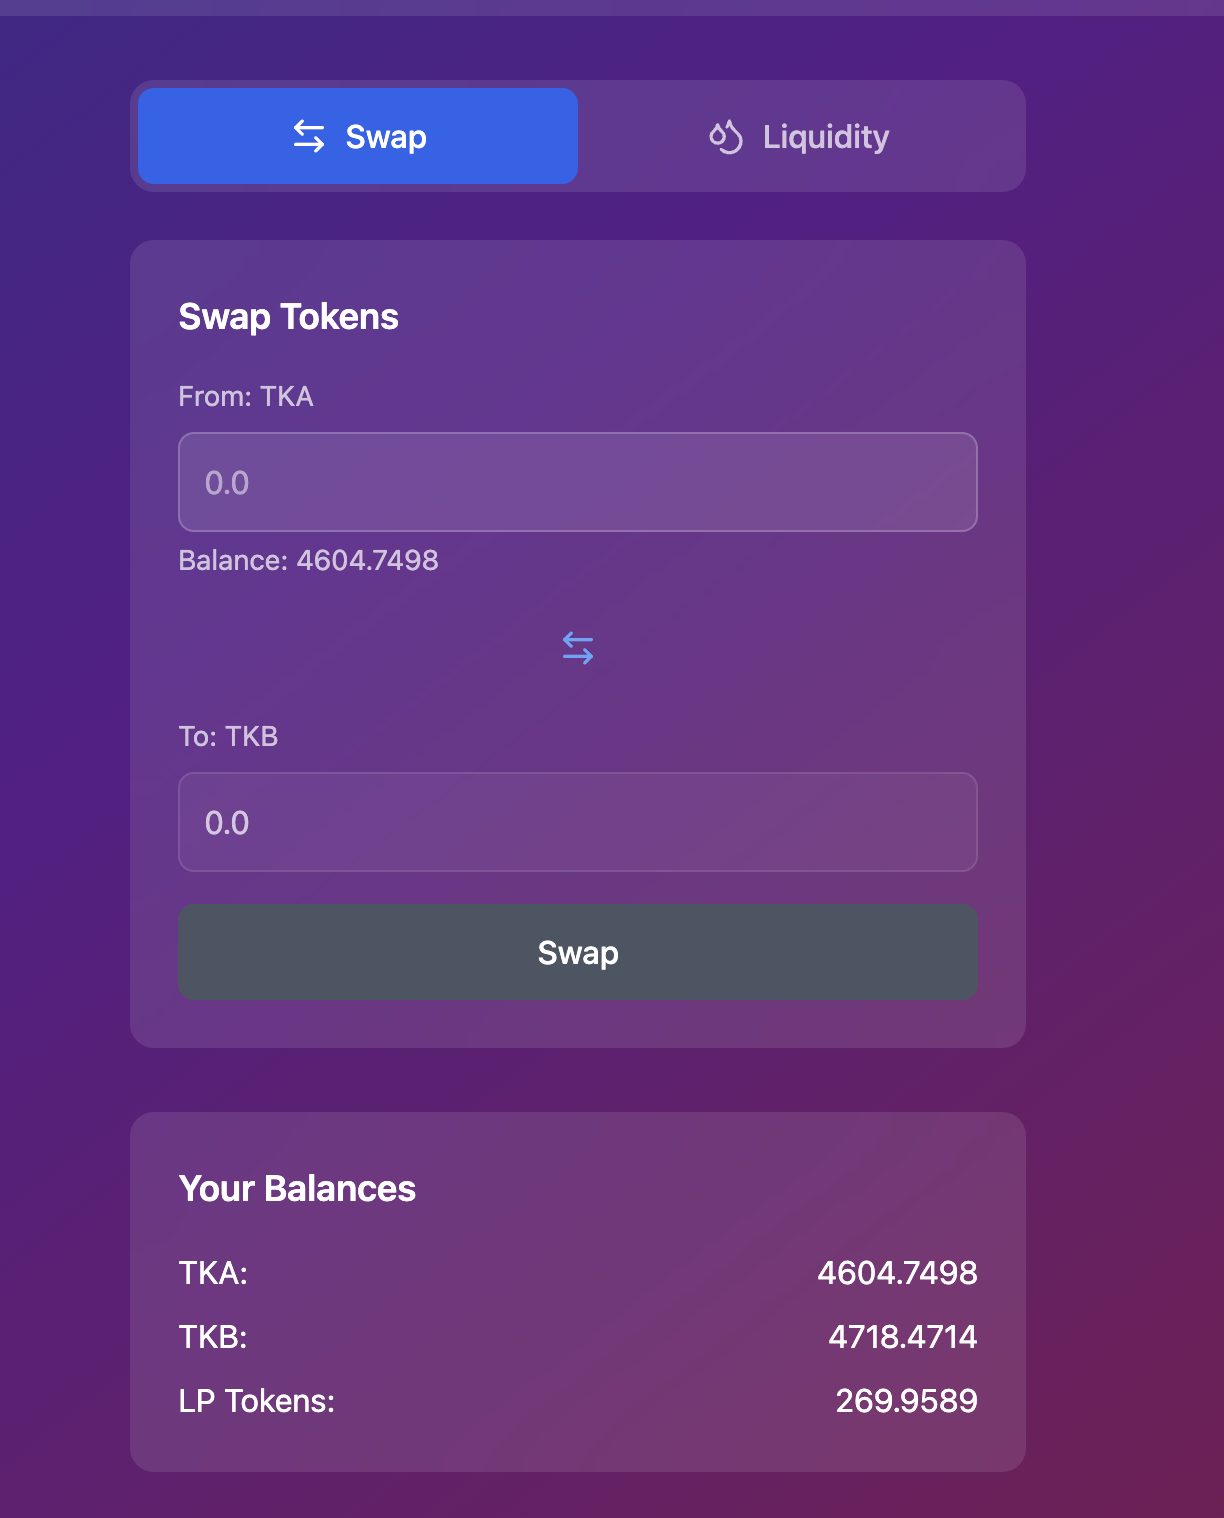 Swap
Liquidity
Swap Tokens
From: TKA
0.0
Balance: 4604.7498
To: TKB
0.0
Swap
Your Balances
TKA: 4604.7498
TKB: 4718.4714
LP Tokens: 269.9589